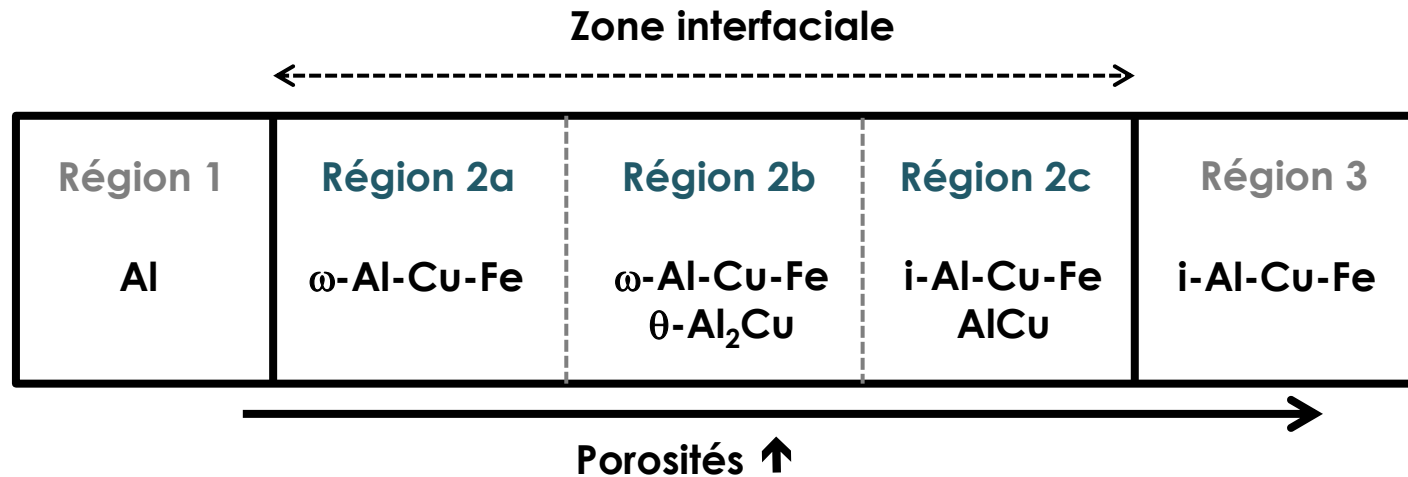 Zone interfaciale
Région 1
Al
Région 2a
ω-Al-Cu-Fe
Région 2b
ω-Al-Cu-Fe
θ-Al₂Cu
Région 2c
i-Al-Cu-Fe
AlCu
Région 3
i-Al-Cu-Fe
Porosités ↑